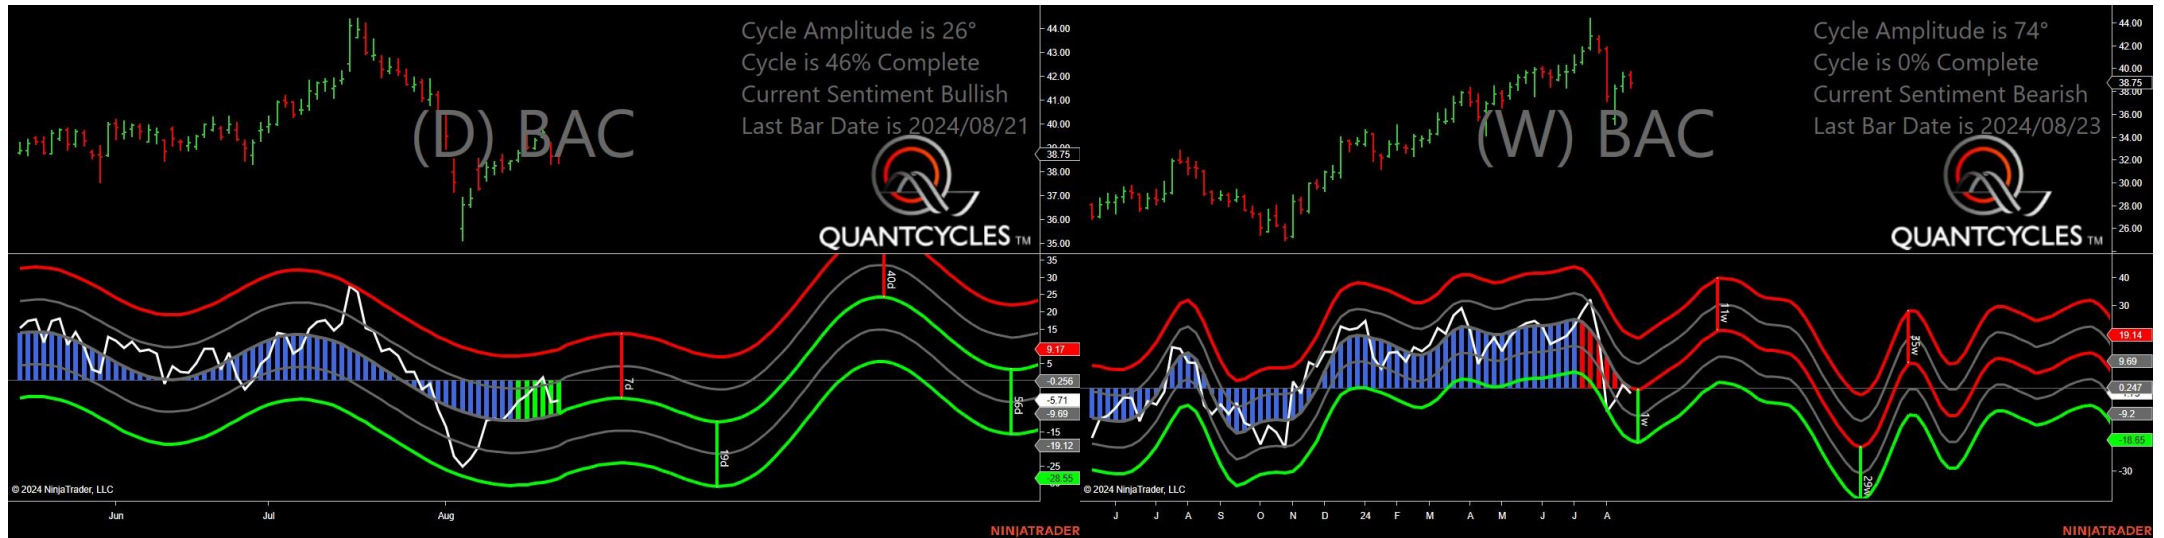 Cycle Amplitude is 26°
Cycle is 46% Complete
Current Sentiment Bullish
Last Bar Date is 2024/08/21
(D) BAC
QUANTCYCLES TM
44.00
43.00
42.00
41.00
40.00
38.75
38.00
37.00
36.00
35.00
35
30
25
20
15
9.17
5
-0.256
-5.71
-9.69
-15
-19.12
-25
-28.55
7d
19d
40d
56d
© 2024 NinjaTrader, LLC
Jun Jul Aug
NINJATRADER
Cycle Amplitude is 74°
Cycle is 0% Complete
Current Sentiment Bearish
Last Bar Date is 2024/08/23
(W) BAC
QUANTCYCLES TM
44.00
42.00
40.00
38.75
38.00
36.00
34.00
32.00
30.00
28.00
26.00
40
30
19.14
9.69
0.247
-9.2
-18.65
-30
1w
11w
29w
35w
© 2024 NinjaTrader, LLC
J J A S O N D 24 F M A M J J A
NINJATRADER